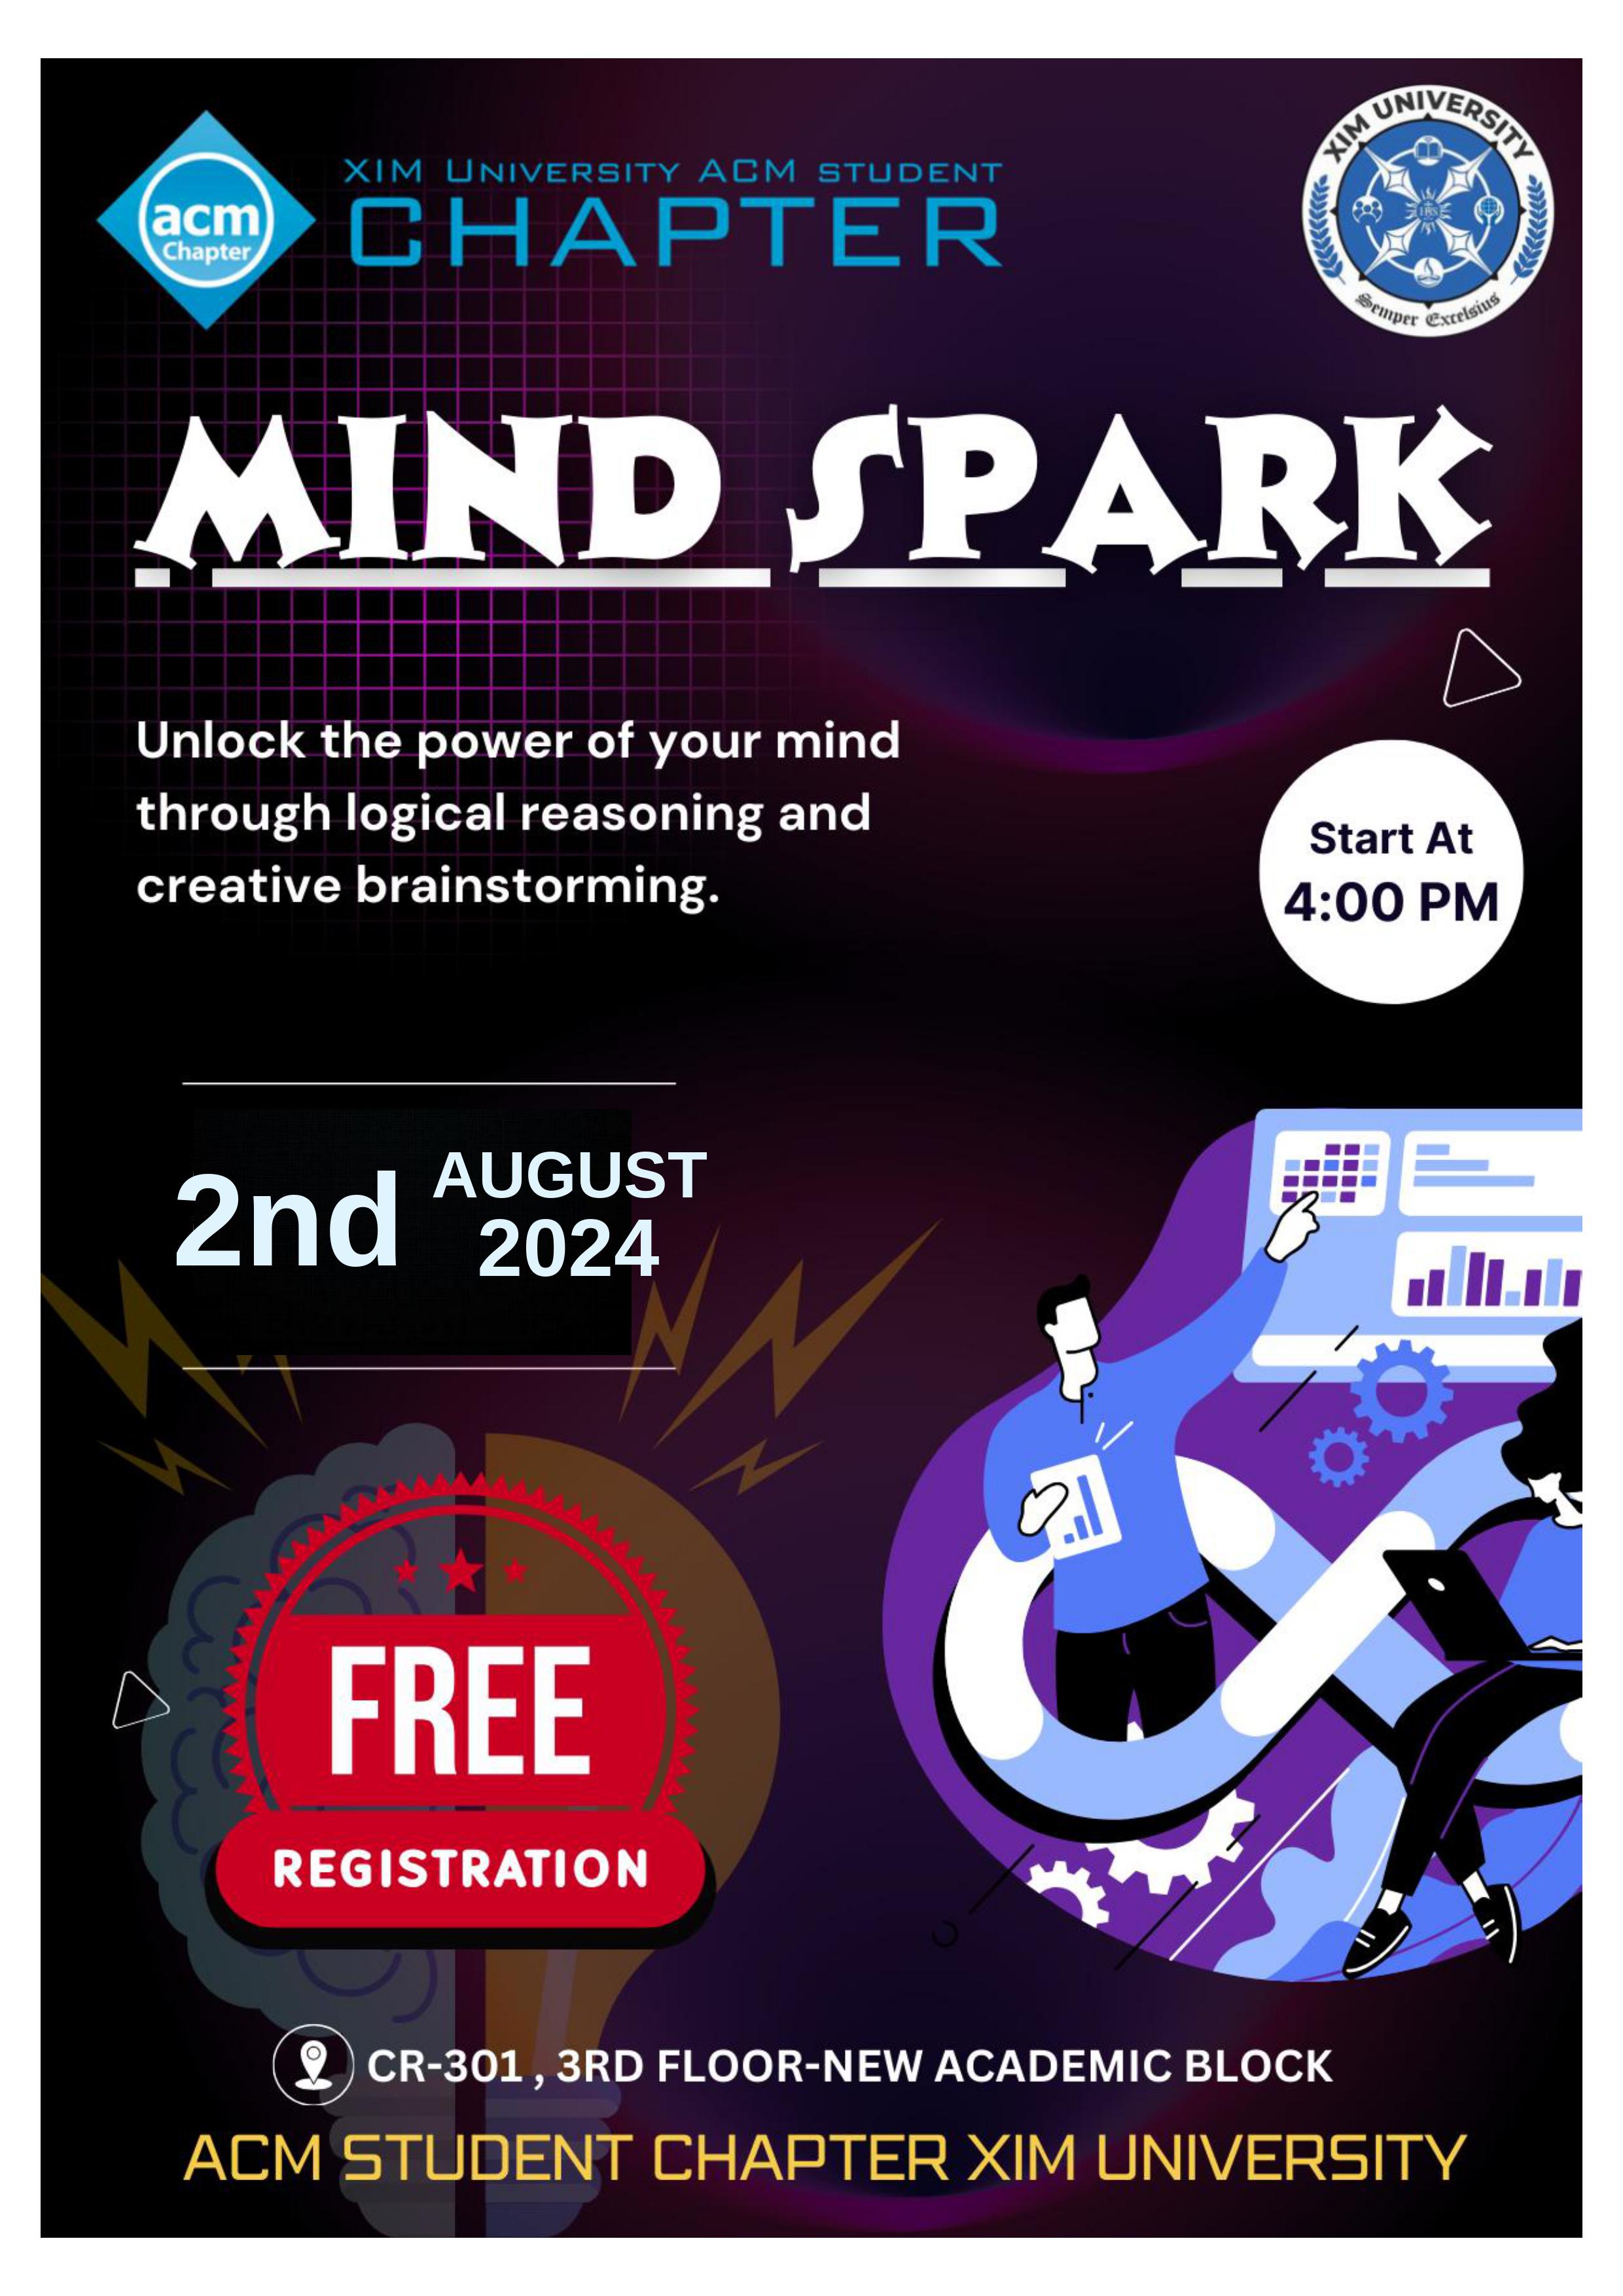 acm
Chapter
XIM UNIVERSITY ACM STUDENT
CHAPTER
XIM UNIVERSITY
IHS
Semper Excelsius
MIND SPARK
Unlock the power of your mind
through logical reasoning and
creative brainstorming.
Start At
4:00 PM
2nd AUGUST
2024
FREE
REGISTRATION
CR-301 , 3RD FLOOR-NEW ACADEMIC BLOCK
ACM STUDENT CHAPTER XIM UNIVERSITY